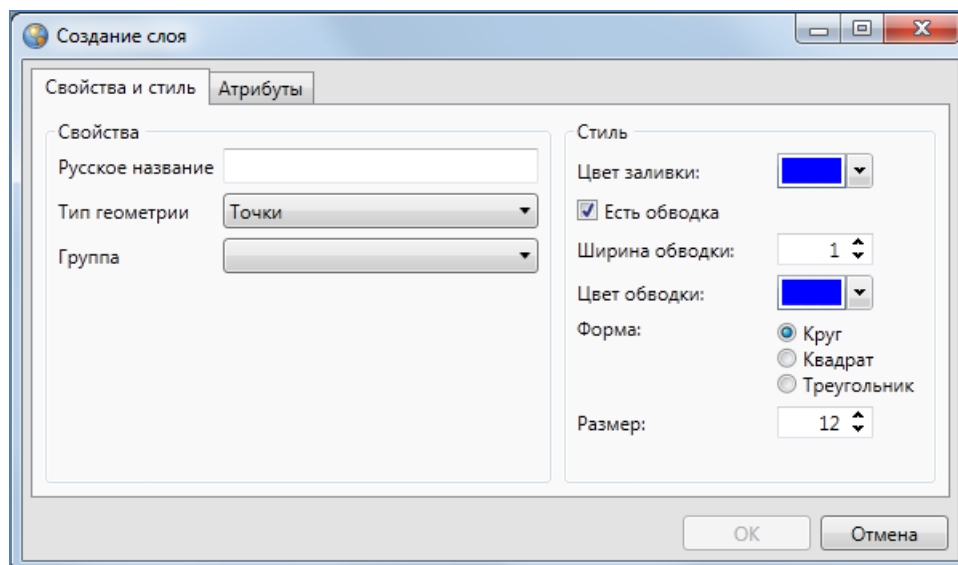 Создание слоя
Свойства и стиль Атрибуты
Свойства
Русское название
Тип геометрии Точки
Группа
Стиль
Цвет заливки:
Есть обводка
Ширина обводки: 1
Цвет обводки:
Форма: Круг
Квадрат
Треугольник
Размер: 12
OK Отмена